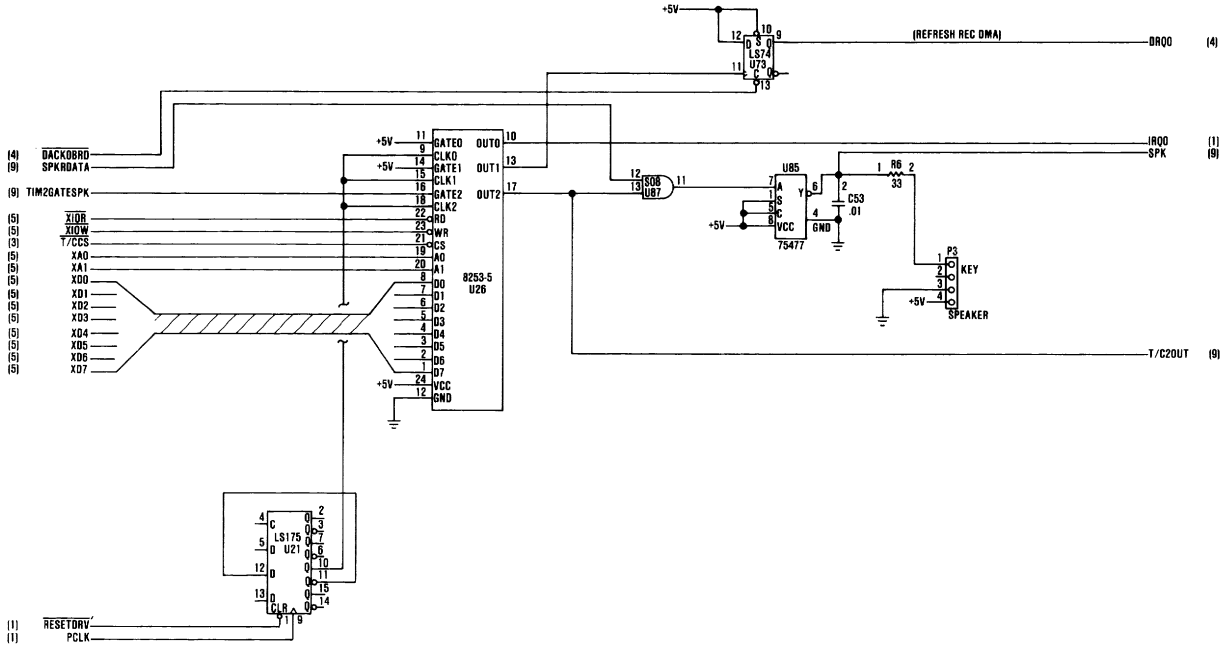 +5V
10
12 D S Q 9
(REFRESH REC DMA)
DRQ0 (4)
LS74
U73
11 C Q
13
+5V 11 GATE0 OUT0 10
IRQ0 (1)
(4) DACK0BRD
9 CLK0
SPK (9)
(9) SPKRDATA
+5V 14 GATE1 OUT1 13
15 CLK1
(9) TIM2GATESPK
16 GATE2 OUT2 17
18 CLK2
12
13
S08
U87
11
U85
7 A
1 S
5 C
8 VCC
Y 6
4 GND
+5V
75477
2
C53
.01
1 R6 2
33
(5) XIOR
22 RD
(5) XIOW
23 WR
(3) T/CCS
21 CS
(5) XA0
19 A0
(5) XA1
20 A1
(5) XD0
8 D0
8253-5
U26
(5) XD1
7 D1
(5) XD2
6 D2
(5) XD3
5 D3
(5) XD4
4 D4
(5) XD5
3 D5
(5) XD6
2 D6
(5) XD7
1 D7
+5V 24 VCC
12 GND
P3
1
2
3
4
KEY
+5V
SPEAKER
T/C2OUT (9)
4 C Q 2
Q 3
LS175
U21
Q 7
5 D Q 6
Q 10
12 D Q 11
Q 15
13 D Q 14
CLR
1 9
(1) RESETDRV
(1) PCLK